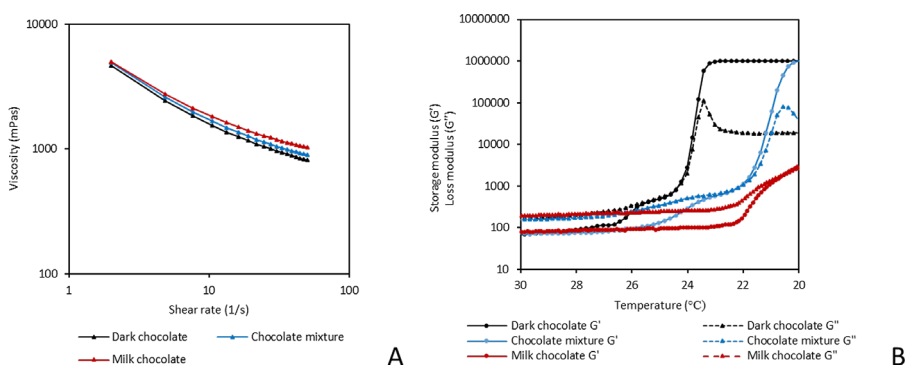 10000
1000
100
1
10
100
Viscosity (mPas)
Shear rate (1/s)
Dark chocolate
Chocolate mixture
Milk chocolate
A
10000000
1000000
100000
10000
1000
100
10
30
28
26
24
22
20
Storage modulus (G')
Loss modulus (G'')
Temperature (°C)
Dark chocolate G'
Dark chocolate G''
Chocolate mixture G'
Chocolate mixture G''
Milk chocolate G'
Milk chocolate G''
B